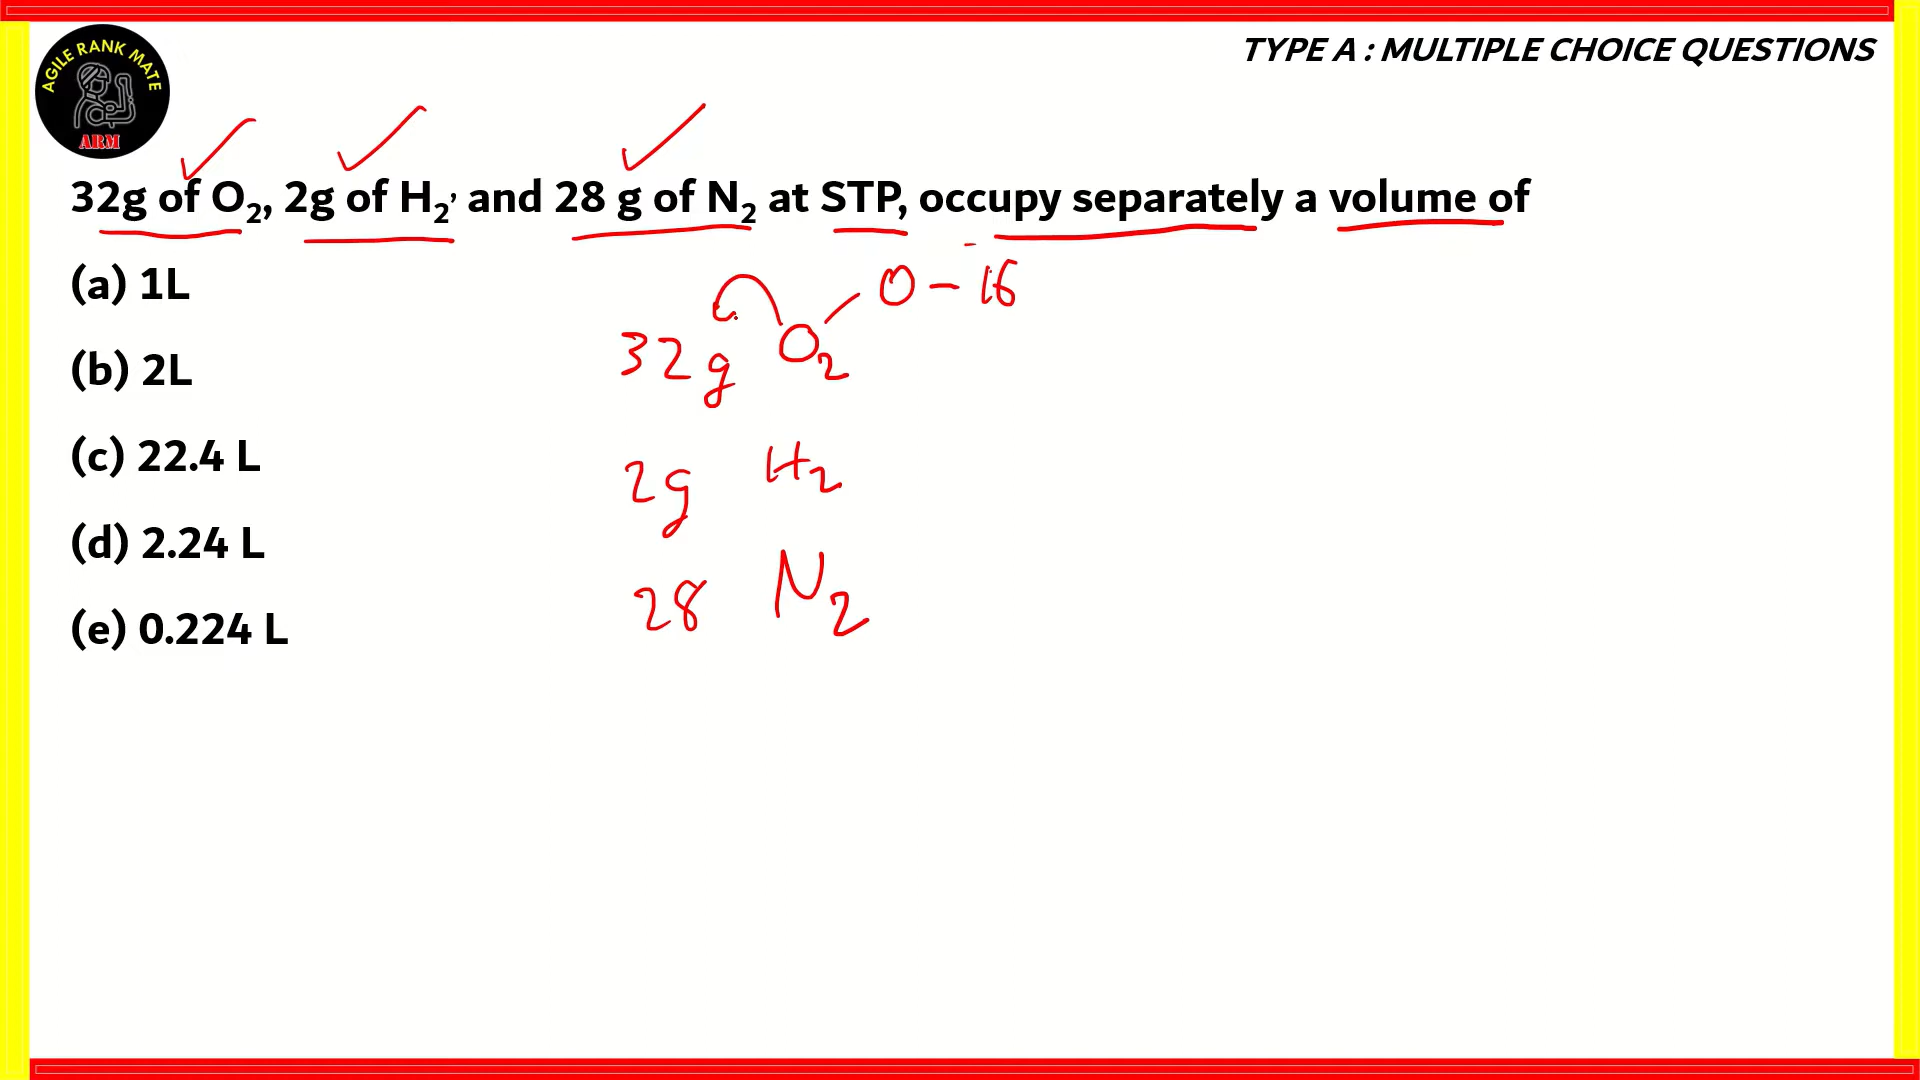 TYPE A : MULTIPLE CHOICE QUESTIONS
AGILE RANK MATE
ARM
32g of O₂, 2g of H₂, and 28 g of N₂ at STP, occupy separately a volume of
(a) 1L
(b) 2L
(c) 22.4 L
(d) 2.24 L
(e) 0.224 L
O - 16
32g O₂
2g H₂
28 N₂